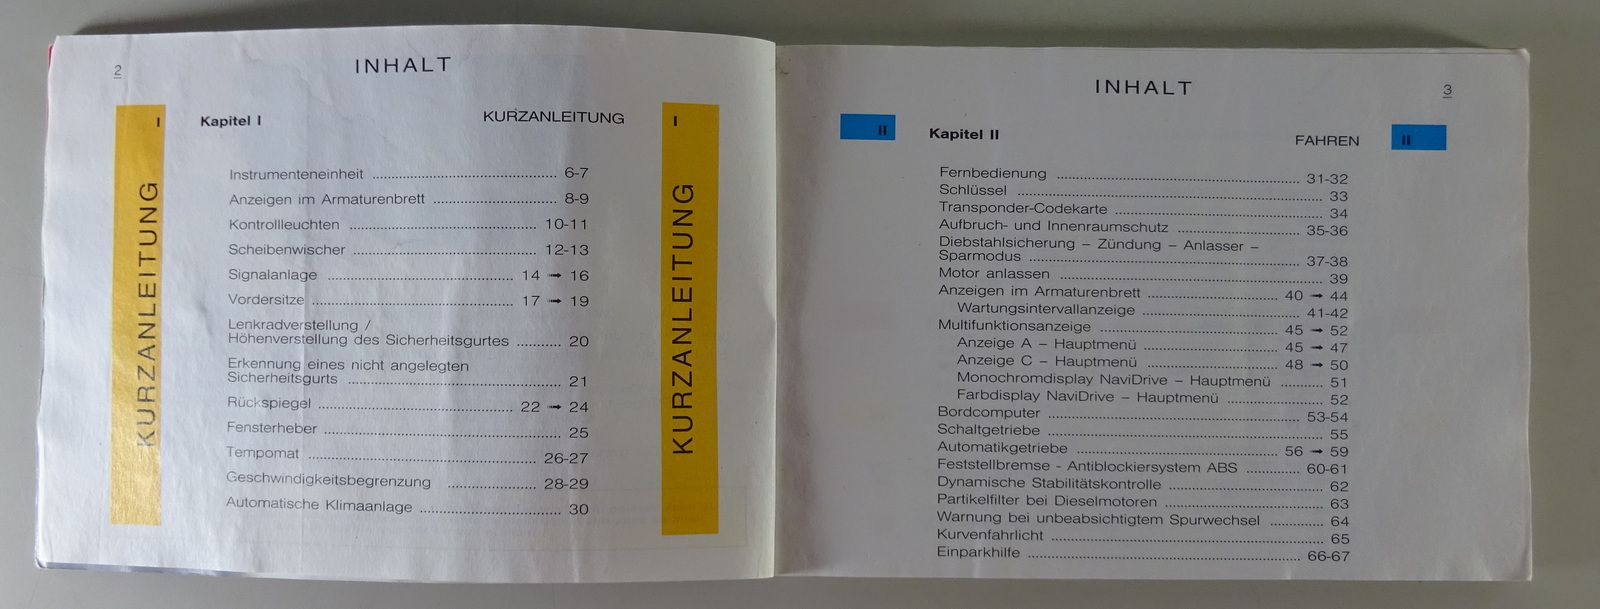 2
INHALT
I
Kapitel I KURZANLEITUNG
I
KURZANLEITUNG
Instrumenteneinheit 6-7
Anzeigen im Armaturenbrett 8-9
Kontrollleuchten 10-11
Scheibenwischer 12-13
Signalanlage 14 ➞ 16
Vordersitze 17 ➞ 19
Lenkradverstellung /
Höhenverstellung des Sicherheitsgurtes 20
Erkennung eines nicht angelegten
Sicherheitsgurts 21
Rückspiegel 22 ➞ 24
Fensterheber 25
Tempomat 26-27
Geschwindigkeitsbegrenzung 28-29
Automatische Klimaanlage 30
KURZANLEITUNG
INHALT
3
II
Kapitel II FAHREN
II
Fernbedienung 31-32
Schlüssel 33
Transponder-Codekarte 34
Aufbruch- und Innenraumschutz 35-36
Diebstahlsicherung – Zündung – Anlasser –
Sparmodus 37-38
Motor anlassen 39
Anzeigen im Armaturenbrett 40 ➞ 44
Wartungsintervallanzeige 41-42
Multifunktionsanzeige 45 ➞ 52
Anzeige A – Hauptmenü 45 ➞ 47
Anzeige C – Hauptmenü 48 ➞ 50
Monochromdisplay NaviDrive – Hauptmenü 51
Farbdisplay NaviDrive – Hauptmenü 52
Bordcomputer 53-54
Schaltgetriebe 55
Automatikgetriebe 56 ➞ 59
Feststellbremse - Antiblockiersystem ABS 60-61
Dynamische Stabilitätskontrolle 62
Partikelfilter bei Dieselmotoren 63
Warnung bei unbeabsichtigtem Spurwechsel 64
Kurvenfahrlicht 65
Einparkhilfe 66-67